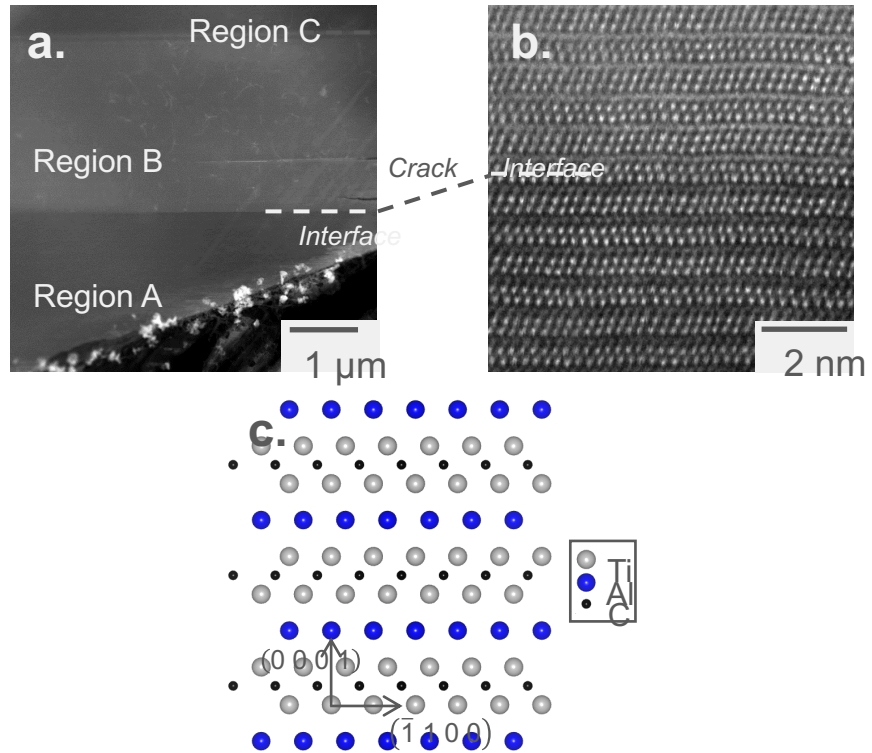 a.
Region C
Region B
Interface
Region A
1 μm
Crack
b.
Interface
2 nm
c.
(0 0 0 1)
(1̅ 1 0 0)
Ti
Al
C